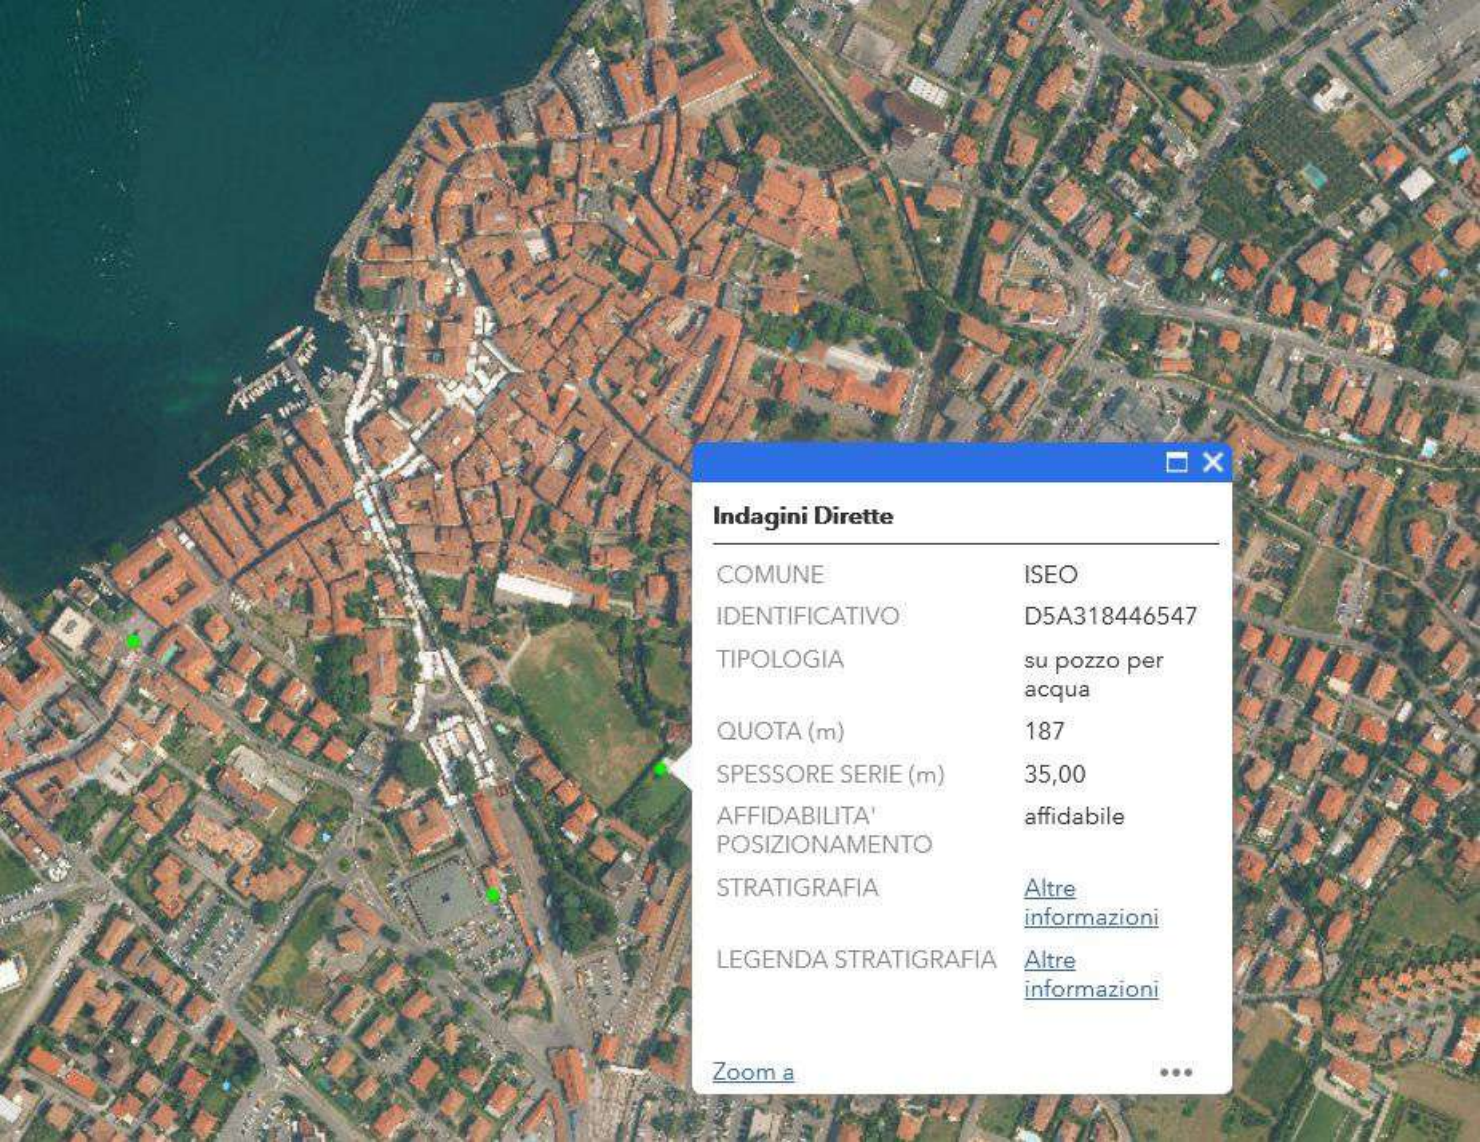 Indagini Dirette
COMUNE ISEO
IDENTIFICATIVO D5A318446547
TIPOLOGIA su pozzo per
acqua
QUOTA (m) 187
SPESSORE SERIE (m) 35,00
AFFIDABILITA' affidabile
POSIZIONAMENTO
STRATIGRAFIA Altre
informazioni
LEGENDA STRATIGRAFIA Altre
informazioni
Zoom a